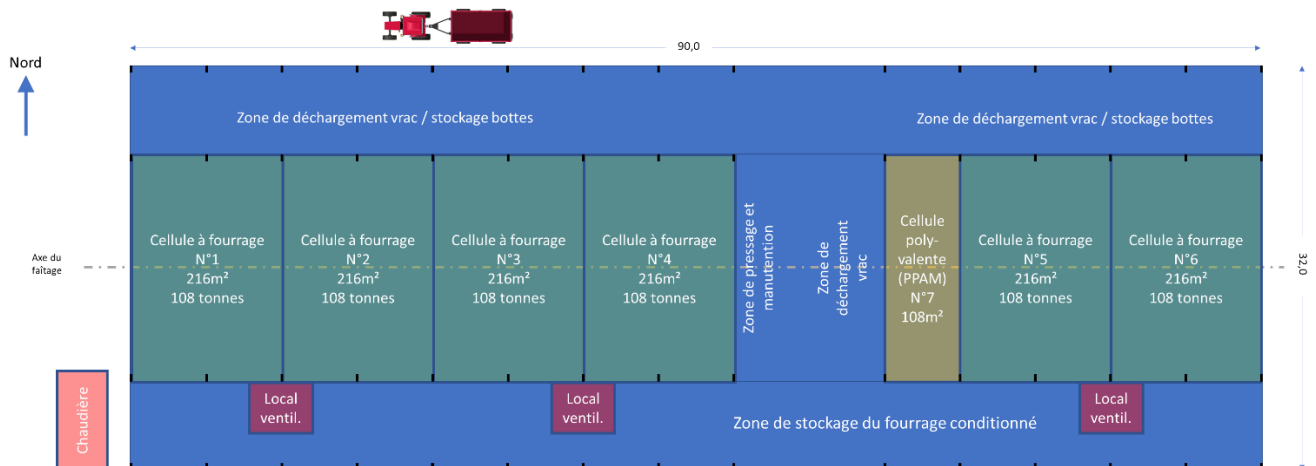 90,0
Nord
Zone de déchargement vrac / stockage bottes
Zone de déchargement vrac / stockage bottes
Cellule à fourrage
N°1
216m²
108 tonnes
Cellule à fourrage
N°2
216m²
108 tonnes
Cellule à fourrage
N°3
216m²
108 tonnes
Cellule à fourrage
N°4
216m²
108 tonnes
Zone de pressage et
manutention
Zone de
déchargement
vrac
Cellule
poly-
valente
(PPAM)
N°7
108m²
Cellule à fourrage
N°5
216m²
108 tonnes
Cellule à fourrage
N°6
216m²
108 tonnes
Axe du
faîtage
32,0
Chaudière
Local
ventil.
Local
ventil.
Zone de stockage du fourrage conditionné
Local
ventil.